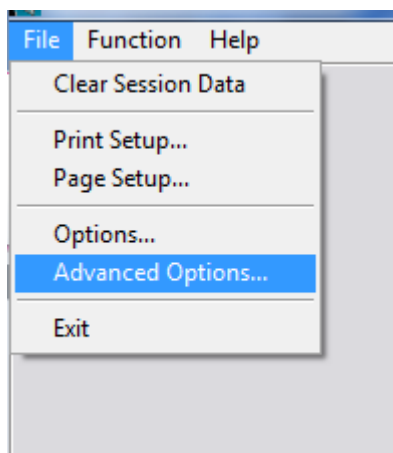 File Function Help
Clear Session Data
Print Setup...
Page Setup...
Options...
Advanced Options...
Exit